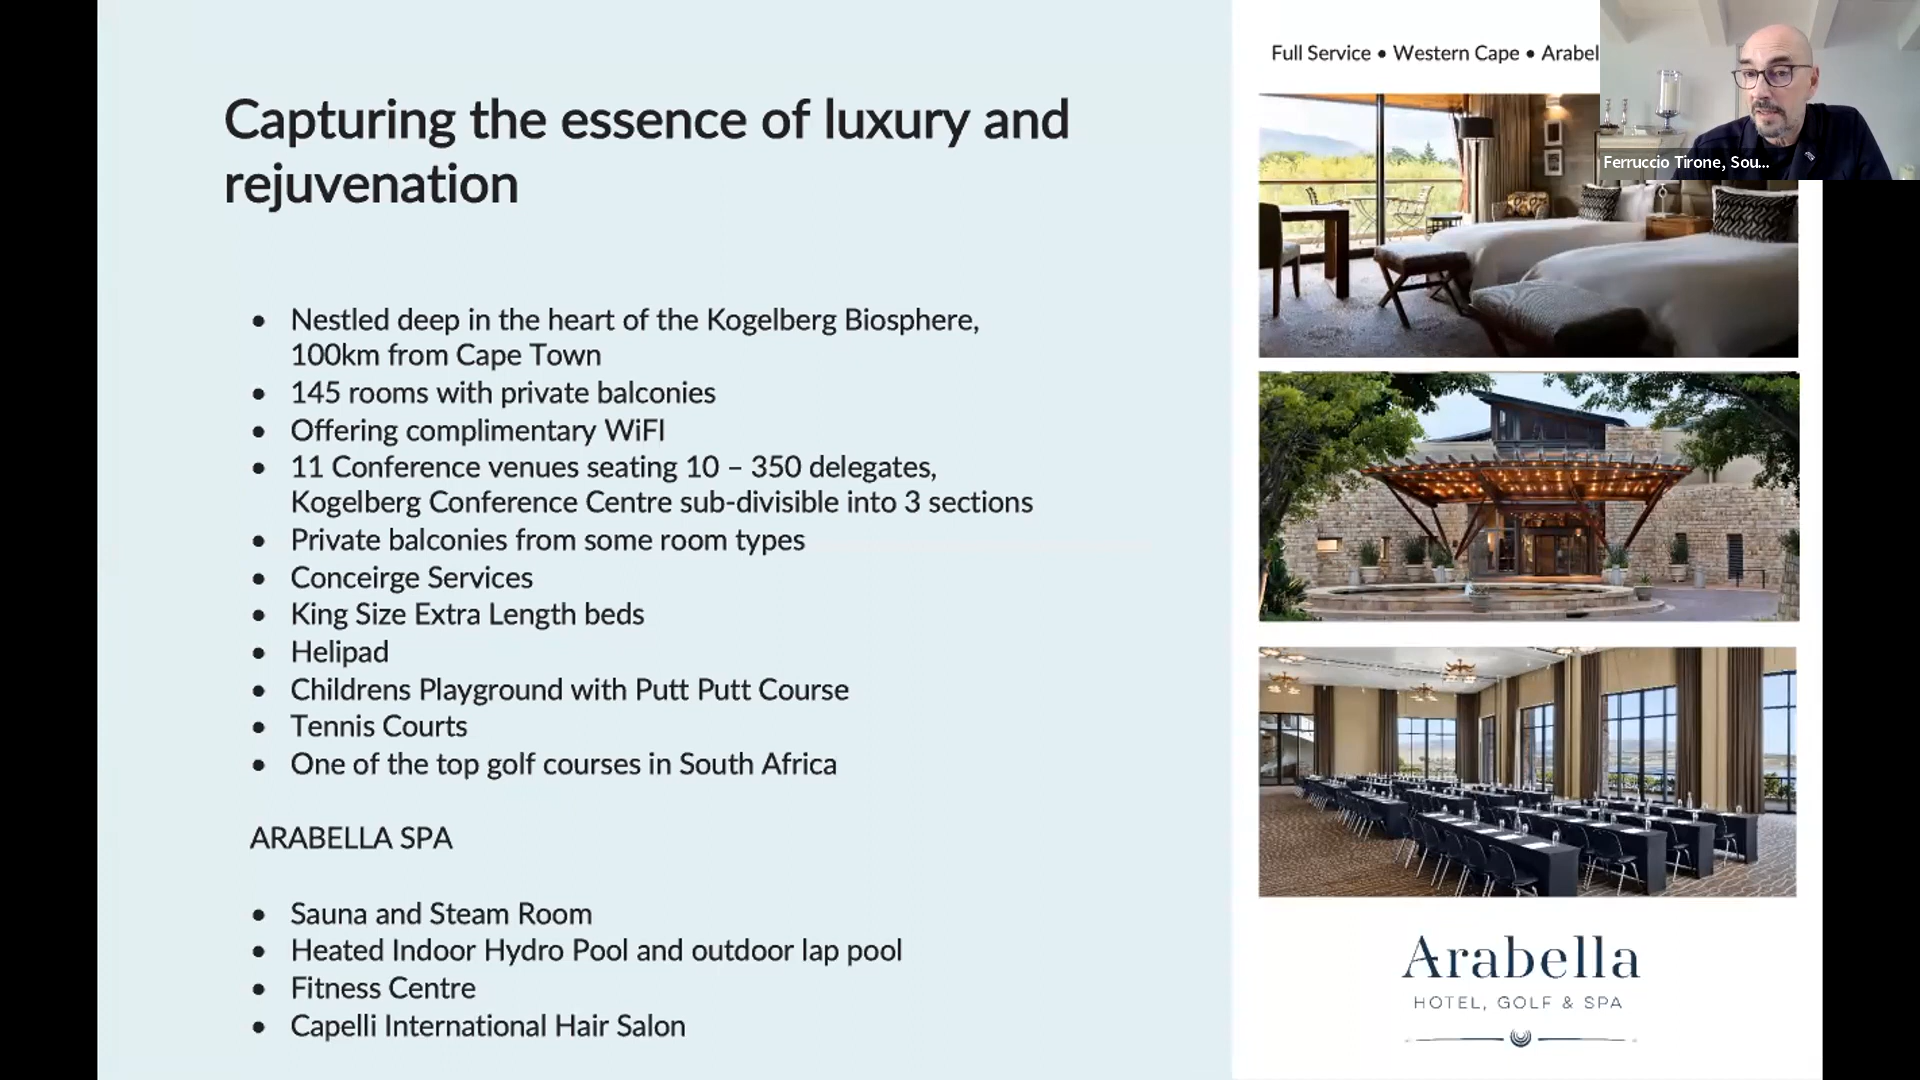 Capturing the essence of luxury and
rejuvenation
• Nestled deep in the heart of the Kogelberg Biosphere,
100km from Cape Town
• 145 rooms with private balconies
• Offering complimentary WiFI
• 11 Conference venues seating 10 – 350 delegates,
Kogelberg Conference Centre sub-divisible into 3 sections
• Private balconies from some room types
• Conceirge Services
• King Size Extra Length beds
• Helipad
• Childrens Playground with Putt Putt Course
• Tennis Courts
• One of the top golf courses in South Africa
ARABELLA SPA
• Sauna and Steam Room
• Heated Indoor Hydro Pool and outdoor lap pool
• Fitness Centre
• Capelli International Hair Salon
Full Service • Western Cape • Arabel
Ferruccio Tirone, Sou...
Arabella
HOTEL, GOLF & SPA